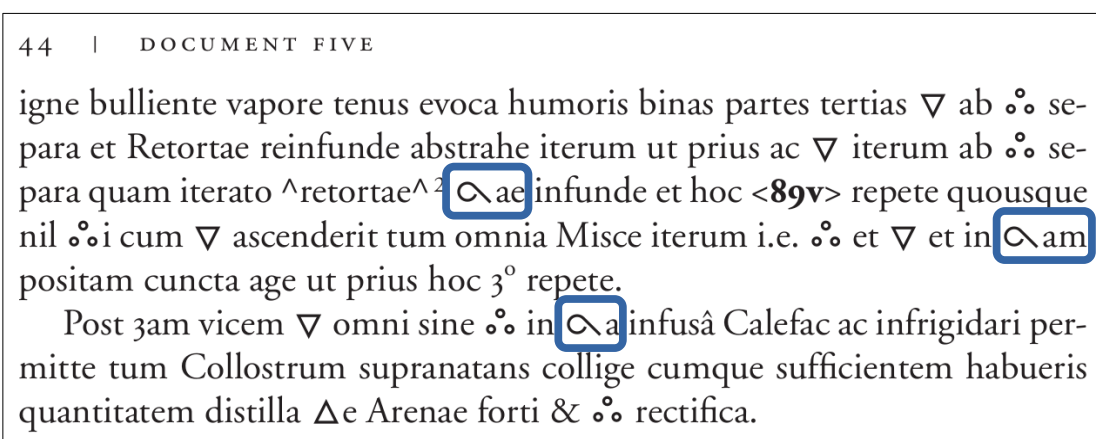 44 | DOCUMENT FIVE
igne bulliente vapore tenus evoca humoris binas partes tertias 🜄 ab ஃ se-
para et Retortae reinfunde abstrahe iterum ut prius ac 🜄 iterum ab ஃ se-
para quam iterato ^retortae^ ² ae infunde et hoc <89v> repete quousque
nil ஃi cum 🜄 ascenderit tum omnia Misce iterum i.e. ஃ et 🜄 et in am
positam cuncta age ut prius hoc 3º repete.
Post 3am vicem 🜄 omni sine ஃ in a infusâ Calefac ac infrigidari per-
mitte tum Collostrum supranatans collige cumque sufficientem habueris
quantitatem distilla 🜂e Arenae forti & ஃ rectifica.